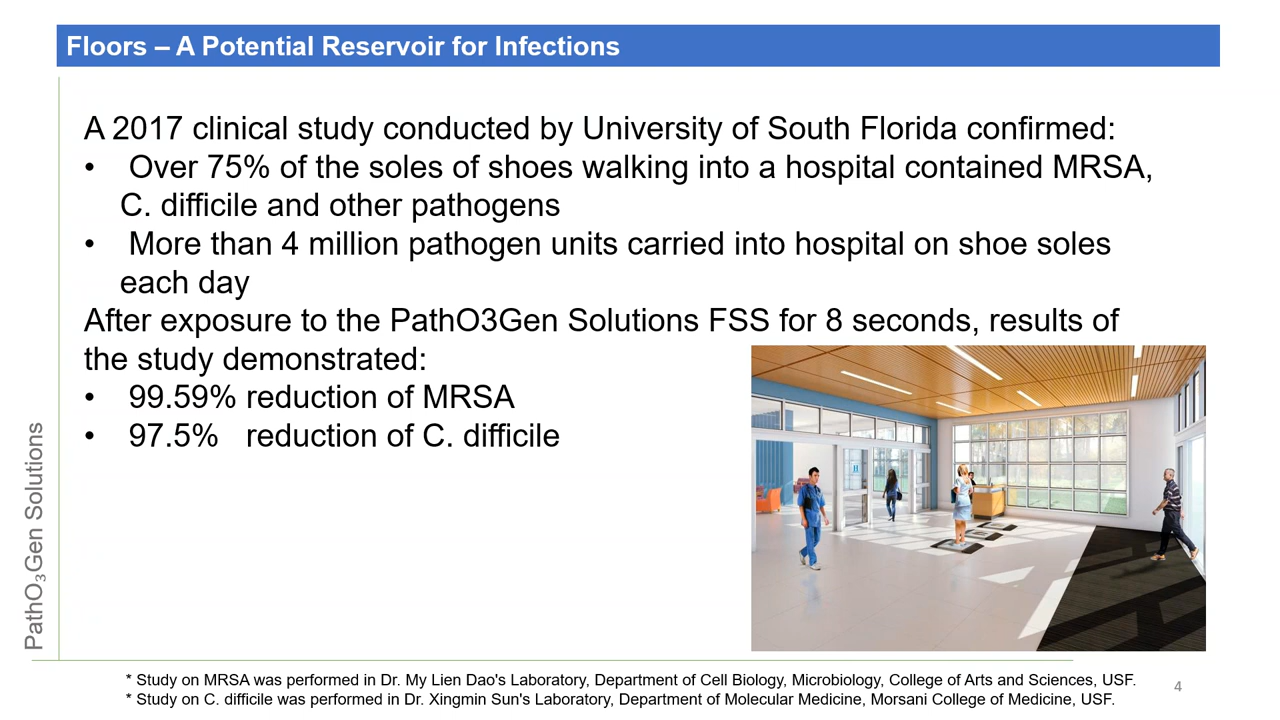 Floors – A Potential Reservoir for Infections
A 2017 clinical study conducted by University of South Florida confirmed:
• Over 75% of the soles of shoes walking into a hospital contained MRSA,
C. difficile and other pathogens
• More than 4 million pathogen units carried into hospital on shoe soles
each day
After exposure to the PathO3Gen Solutions FSS for 8 seconds, results of
the study demonstrated:
• 99.59% reduction of MRSA
• 97.5% reduction of C. difficile
PathO₃Gen Solutions
* Study on MRSA was performed in Dr. My Lien Dao's Laboratory, Department of Cell Biology, Microbiology, College of Arts and Sciences, USF.
* Study on C. difficile was performed in Dr. Xingmin Sun's Laboratory, Department of Molecular Medicine, Morsani College of Medicine, USF.
4